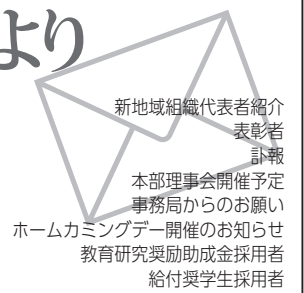 より
新地域組織代表者紹介
表彰者
訃報
本部理事会開催予定
事務局からのお願い
ホームカミングデー開催のお知らせ
教育研究奨励助成金採用者
給付奨学生採用者